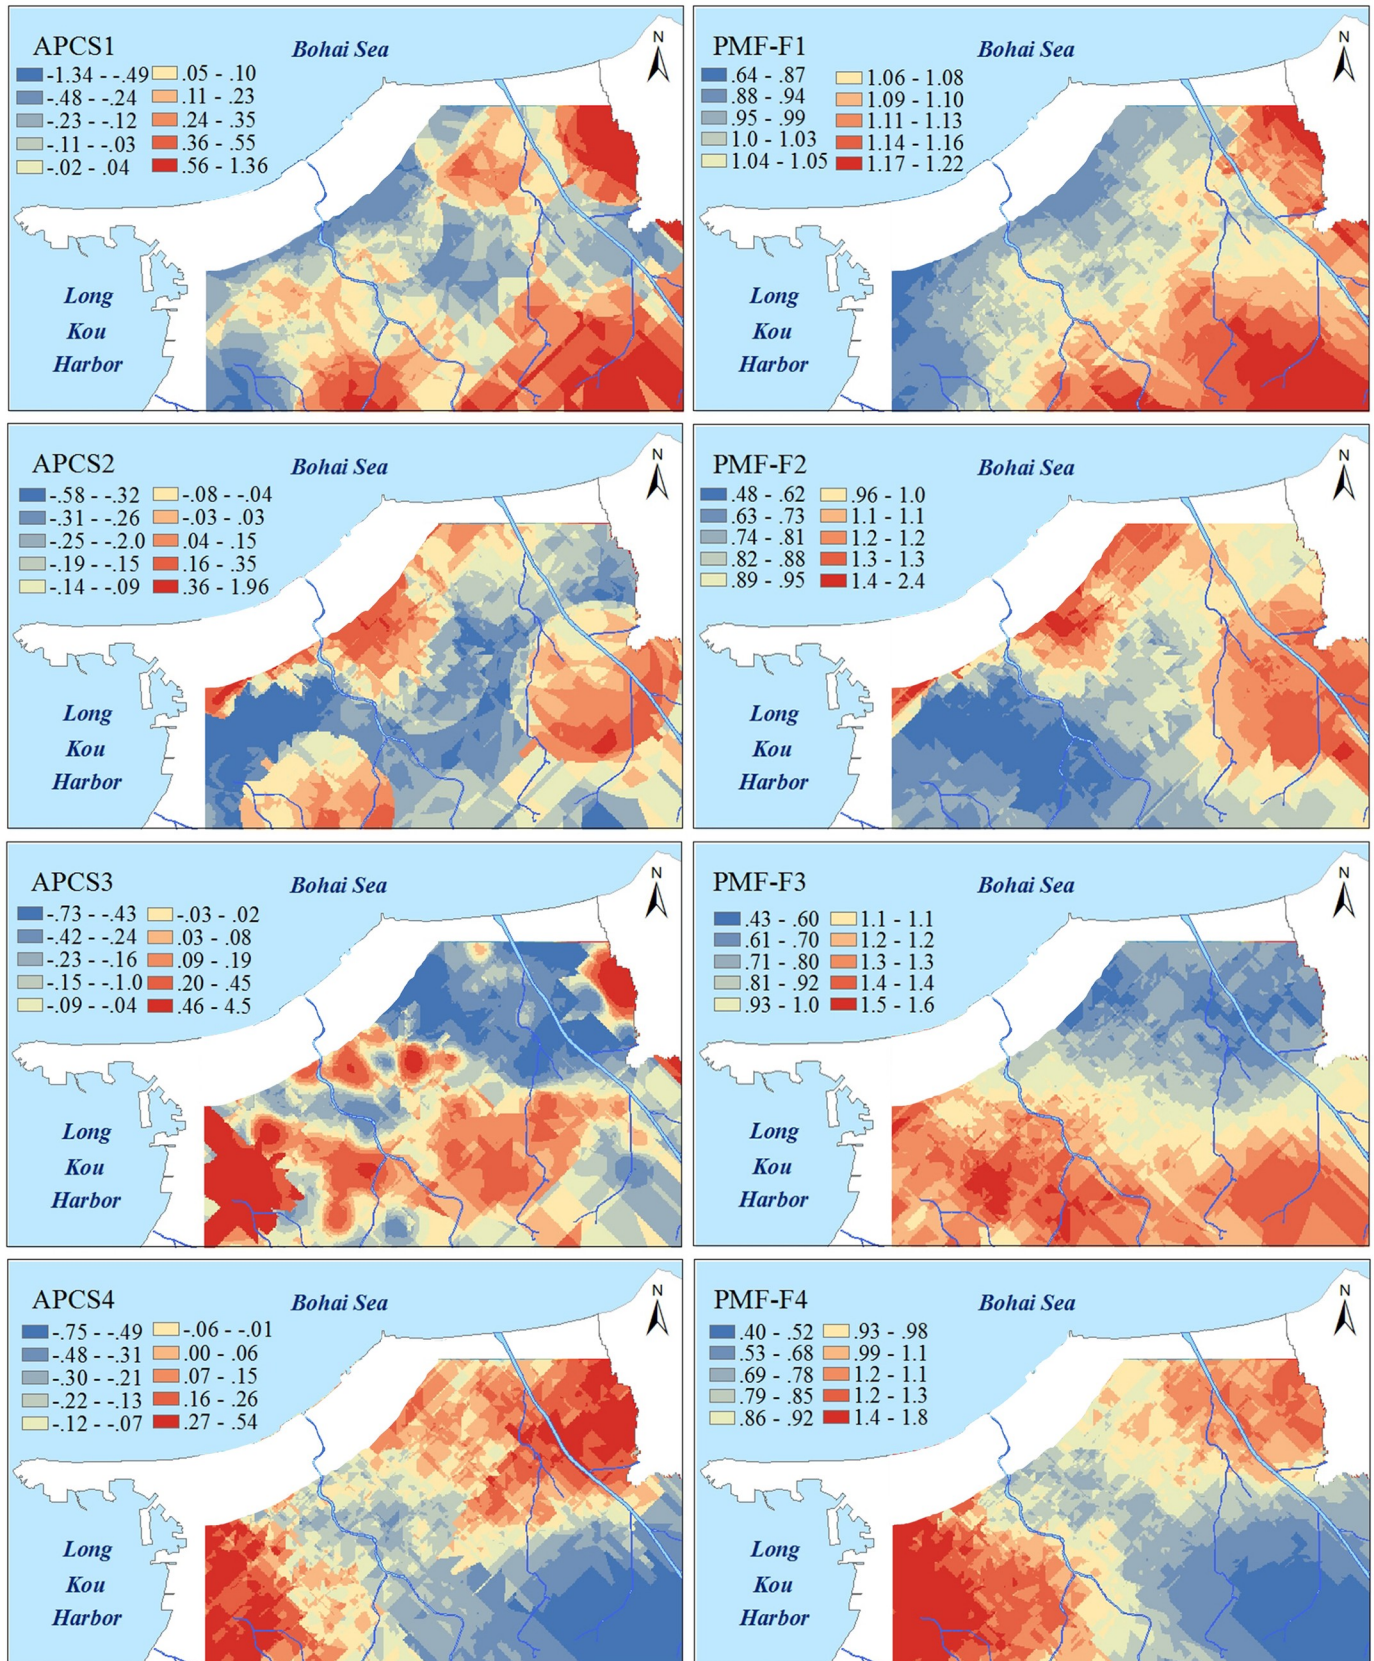 APCS1
Bohai Sea
N
-1.34 - -.49 .05 - .10
-.48 - -.24 .11 - .23
-.23 - -.12 .24 - .35
-.11 - -.03 .36 - .55
-.02 - .04 .56 - 1.36
Long
Kou
Harbor
PMF-F1
Bohai Sea
N
.64 - .87 1.06 - 1.08
.88 - .94 1.09 - 1.10
.95 - .99 1.11 - 1.13
1.0 - 1.03 1.14 - 1.16
1.04 - 1.05 1.17 - 1.22
Long
Kou
Harbor
APCS2
Bohai Sea
N
-.58 - -.32 -.08 - -.04
-.31 - -.26 -.03 - .03
-.25 - -2.0 .04 - .15
-.19 - -.15 .16 - .35
-.14 - -.09 .36 - 1.96
Long
Kou
Harbor
PMF-F2
Bohai Sea
N
.48 - .62 .96 - 1.0
.63 - .73 1.1 - 1.1
.74 - .81 1.2 - 1.2
.82 - .88 1.3 - 1.3
.89 - .95 1.4 - 2.4
Long
Kou
Harbor
APCS3
Bohai Sea
N
-.73 - -.43 -.03 - .02
-.42 - -.24 .03 - .08
-.23 - -.16 .09 - .19
-.15 - -1.0 .20 - .45
-.09 - -.04 .46 - 4.5
Long
Kou
Harbor
PMF-F3
Bohai Sea
N
.43 - .60 1.1 - 1.1
.61 - .70 1.2 - 1.2
.71 - .80 1.3 - 1.3
.81 - .92 1.4 - 1.4
.93 - 1.0 1.5 - 1.6
Long
Kou
Harbor
APCS4
Bohai Sea
N
-.75 - -.49 -.06 - -.01
-.48 - -.31 .00 - .06
-.30 - -.21 .07 - .15
-.22 - -.13 .16 - .26
-.12 - -.07 .27 - .54
Long
Kou
Harbor
PMF-F4
Bohai Sea
N
.40 - .52 .93 - .98
.53 - .68 .99 - 1.1
.69 - .78 1.2 - 1.1
.79 - .85 1.2 - 1.3
.86 - .92 1.4 - 1.8
Long
Kou
Harbor